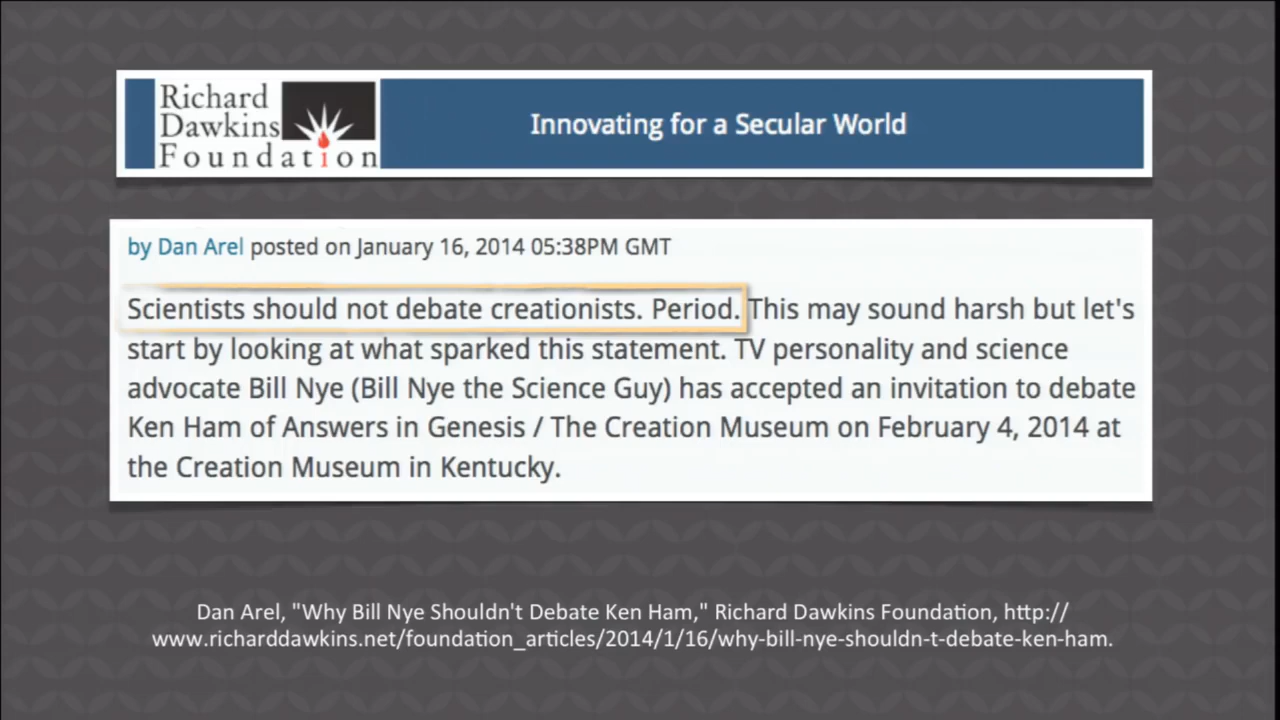 Richard
Dawkins
Foundation
Innovating for a Secular World
by Dan Arel posted on January 16, 2014 05:38PM GMT
Scientists should not debate creationists. Period. This may sound harsh but let's
start by looking at what sparked this statement. TV personality and science
advocate Bill Nye (Bill Nye the Science Guy) has accepted an invitation to debate
Ken Ham of Answers in Genesis / The Creation Museum on February 4, 2014 at
the Creation Museum in Kentucky.
Dan Arel, "Why Bill Nye Shouldn't Debate Ken Ham," Richard Dawkins Foundation, http://
www.richarddawkins.net/foundation_articles/2014/1/16/why-bill-nye-shouldn-t-debate-ken-ham.